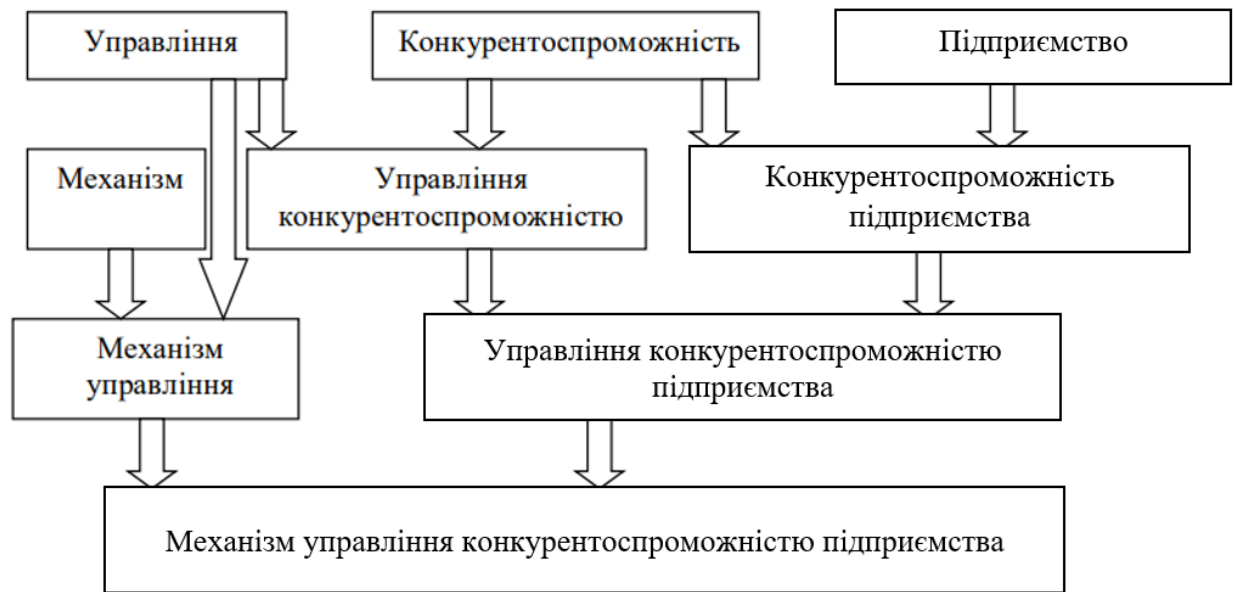 Управління
Конкурентоспроможність
Підприємство
Механізм
Управління
конкурентоспроможністю
Конкурентоспроможність
підприємства
Механізм
управління
Управління конкурентоспроможністю
підприємства
Механізм управління конкурентоспроможністю підприємства